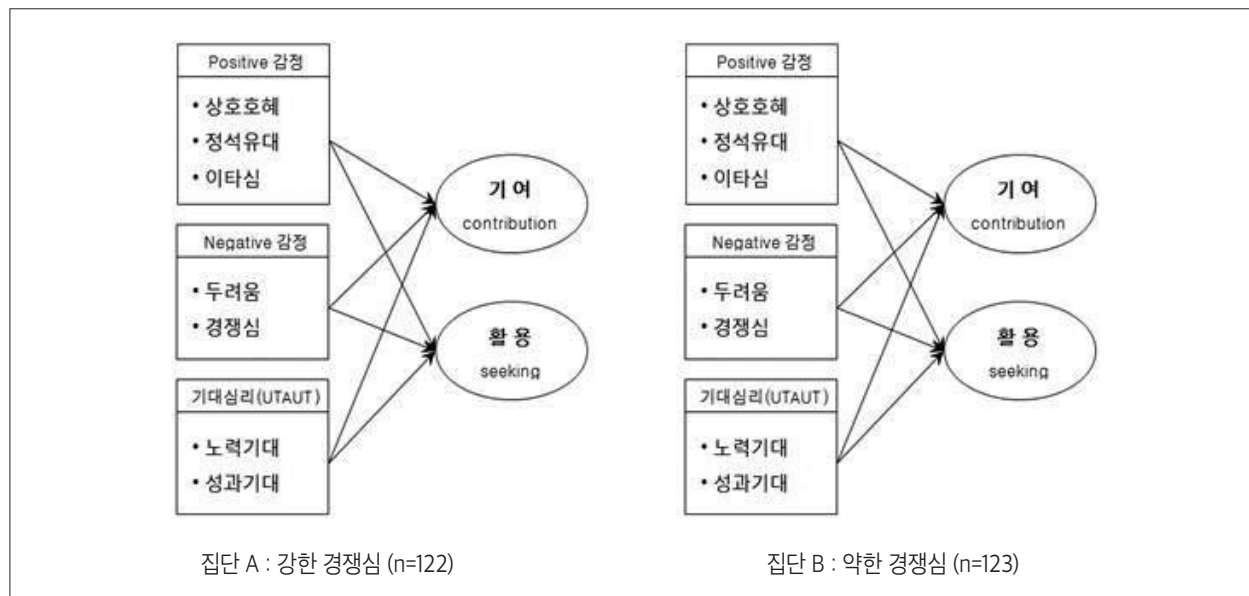 Positive 감정
• 상호호혜
• 정석유대
• 이타심
Negative 감정
• 두려움
• 경쟁심
기대심리(UTAUT)
• 노력기대
• 성과기대
기 여
contribution
활 용
seeking
집단 A : 강한 경쟁심 (n=122)
Positive 감정
• 상호호혜
• 정석유대
• 이타심
Negative 감정
• 두려움
• 경쟁심
기대심리(UTAUT)
• 노력기대
• 성과기대
기 여
contribution
활 용
seeking
집단 B : 약한 경쟁심 (n=123)